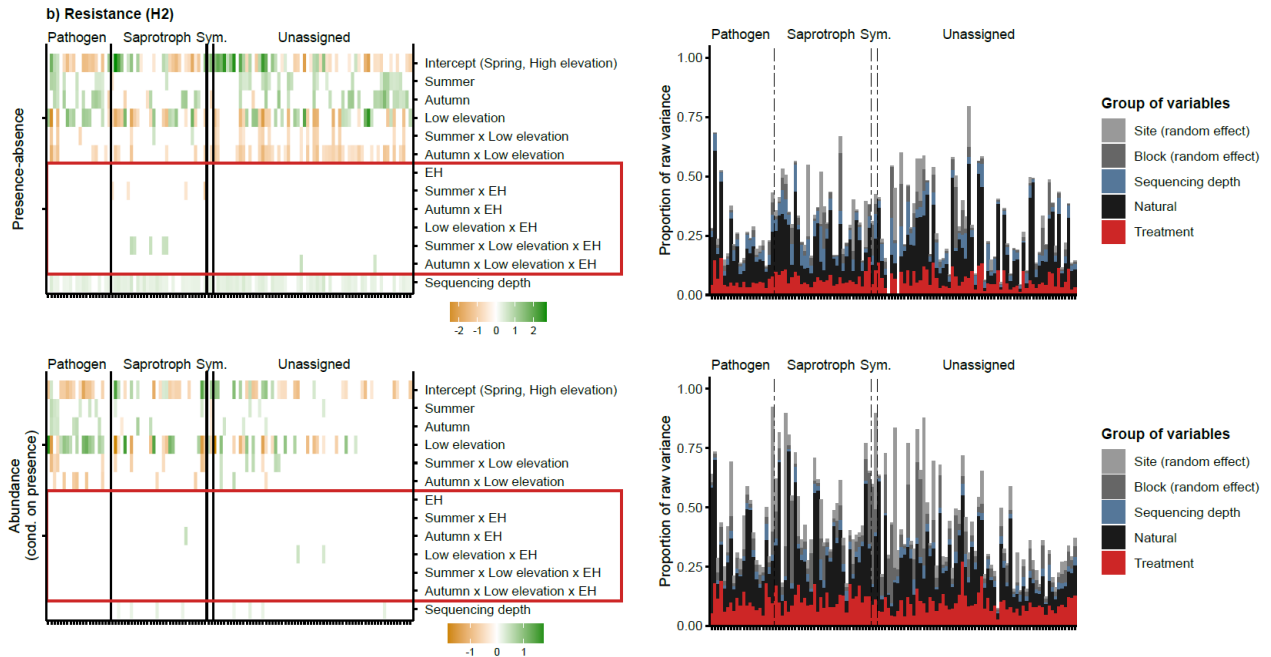 b) Resistance (H2)
Pathogen Saprotroph Sym. Unassigned
Presence-absence
Intercept (Spring, High elevation)
Summer
Autumn
Low elevation
Summer x Low elevation
Autumn x Low elevation
EH
Summer x EH
Autumn x EH
Low elevation x EH
Summer x Low elevation x EH
Autumn x Low elevation x EH
Sequencing depth
-2 -1 0 1 2
Pathogen Saprotroph Sym. Unassigned
Proportion of raw variance
1.00
0.75
0.50
0.25
0.00
Group of variables
Site (random effect)
Block (random effect)
Sequencing depth
Natural
Treatment
Pathogen Saprotroph Sym. Unassigned
Abundance
(cond. on presence)
Intercept (Spring, High elevation)
Summer
Autumn
Low elevation
Summer x Low elevation
Autumn x Low elevation
EH
Summer x EH
Autumn x EH
Low elevation x EH
Summer x Low elevation x EH
Autumn x Low elevation x EH
Sequencing depth
-1 0 1
Pathogen Saprotroph Sym. Unassigned
Proportion of raw variance
1.00
0.75
0.50
0.25
0.00
Group of variables
Site (random effect)
Block (random effect)
Sequencing depth
Natural
Treatment